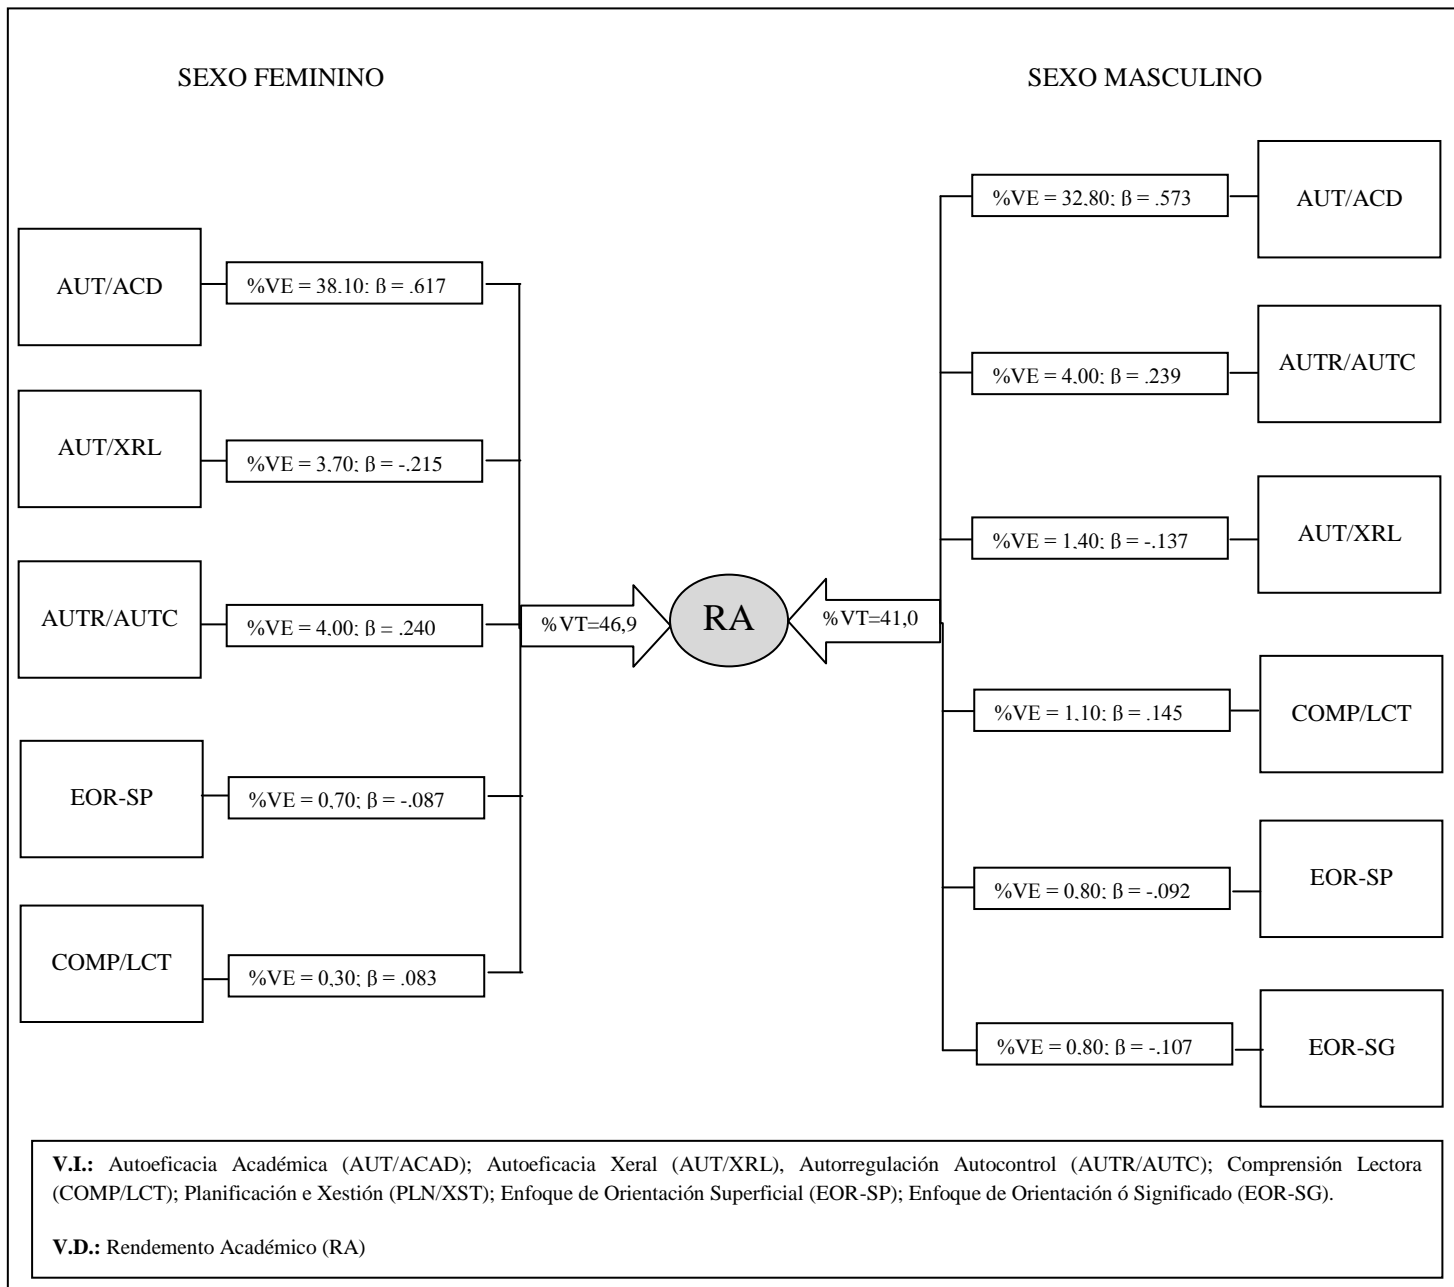 SEXO FEMININO
SEXO MASCULINO
AUT/ACD
%VE = 38,10; β = .617
AUT/XRL
%VE = 3,70; β = -.215
AUTR/AUTC
%VE = 4,00; β = .240
EOR-SP
%VE = 0,70; β = -.087
COMP/LCT
%VE = 0,30; β = .083
%VT=46,9
RA
%VT=41,0
%VE = 32,80; β = .573
AUT/ACD
%VE = 4,00; β = .239
AUTR/AUTC
%VE = 1,40; β = -.137
AUT/XRL
%VE = 1,10; β = .145
COMP/LCT
%VE = 0,80; β = -.092
EOR-SP
%VE = 0,80; β = -.107
EOR-SG
V.I.: Autoeficacia Académica (AUT/ACAD); Autoeficacia Xeral (AUT/XRL), Autorregulación Autocontrol (AUTR/AUTC); Comprensión Lectora
(COMP/LCT); Planificación e Xestión (PLN/XST); Enfoque de Orientación Superficial (EOR-SP); Enfoque de Orientación ó Significado (EOR-SG).
V.D.: Rendemento Académico (RA)